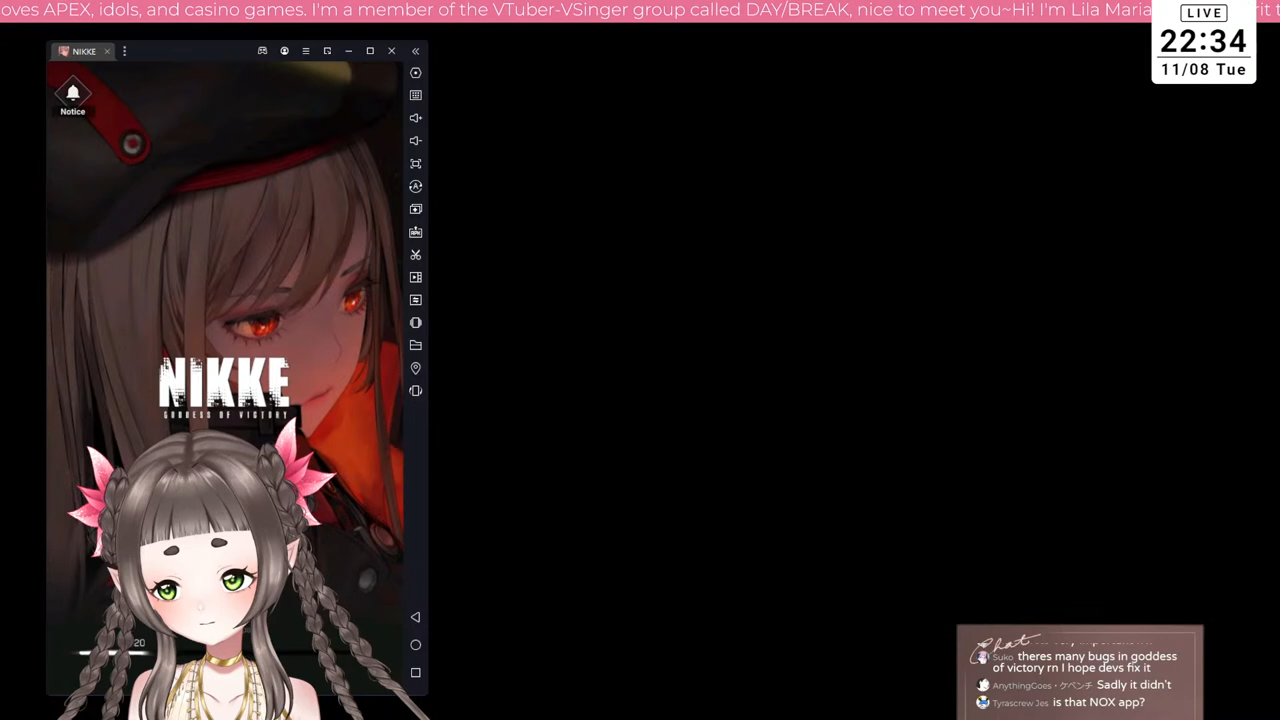 oves APEX, idols, and casino games. I'm a member of the VTuber-VSinger group called DAY/BREAK, nice to meet you~Hi! I'm Lila Maria
rit t
LIVE
22:34
11/08 Tue
NIKKE
Notice
NIKKE
GODDESS OF VICTORY
20
Chat
Suko theres many bugs in goddess
of victory rn I hope devs fix it
AnythingGoes・ケベンチ Sadly it didn't
Tyrascrew Jes is that NOX app?